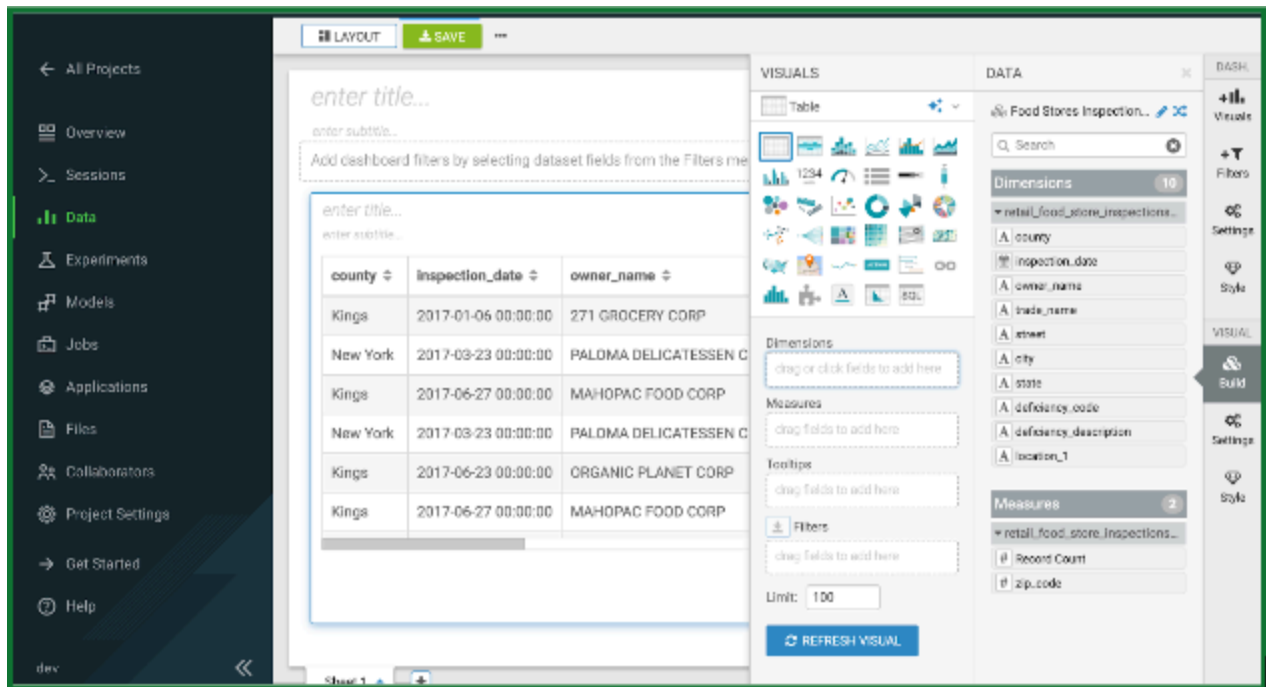 All Projects
Overview
Sessions
Data
Experiments
Models
Jobs
Applications
Files
Collaborators
Project Settings
Get Started
Help
dev
LAYOUT
SAVE
enter title...
enter subtitle...
Add dashboard filters by selecting dataset fields from the Filters me
enter title...
enter subtitle...
county inspection_date owner_name
Kings 2017-01-06 00:00:00 271 GROCERY CORP
New York 2017-03-23 00:00:00 PALOMA DELICATESSEN C
Kings 2017-06-27 00:00:00 MAHOPAC FOOD CORP
New York 2017-03-23 00:00:00 PALOMA DELICATESSEN C
Kings 2017-06-23 00:00:00 ORGANIC PLANET CORP
Kings 2017-06-27 00:00:00 MAHOPAC FOOD CORP
Sheet 1
VISUALS
Table
1234
A
SQL
Dimensions
drag or click fields to add here
Measures
drag fields to add here
Tooltips
drag fields to add here
Filters
drag fields to add here
Limit: 100
REFRESH VISUAL
DATA
Food Stores Inspection...
Search
Dimensions 10
retail_food_store_inspections...
A county
inspection_date
A owner_name
A trade_name
A street
A city
A state
A deficiency_code
A deficiency_description
A location_1
Measures 2
retail_food_store_inspections...
# Record Count
# zip_code
DASH.
Visuals
Filters
Settings
Style
VISUAL
Build
Settings
Style